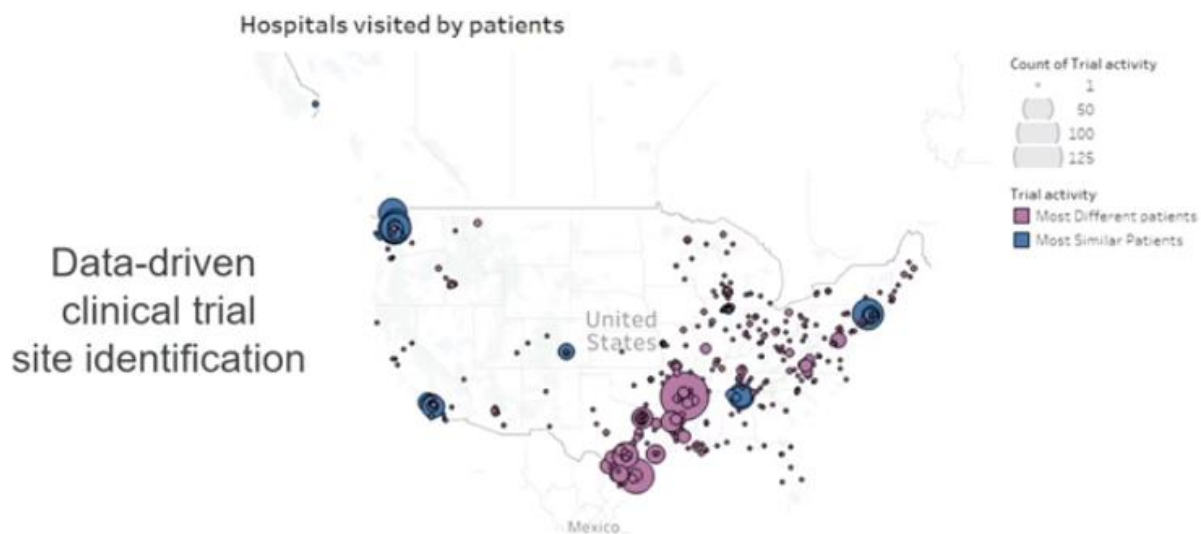 Hospitals visited by patients
Data-driven
clinical trial
site identification
United
States
Mexico
Count of Trial activity
1
50
100
125
Trial activity
Most Different patients
Most Similar Patients